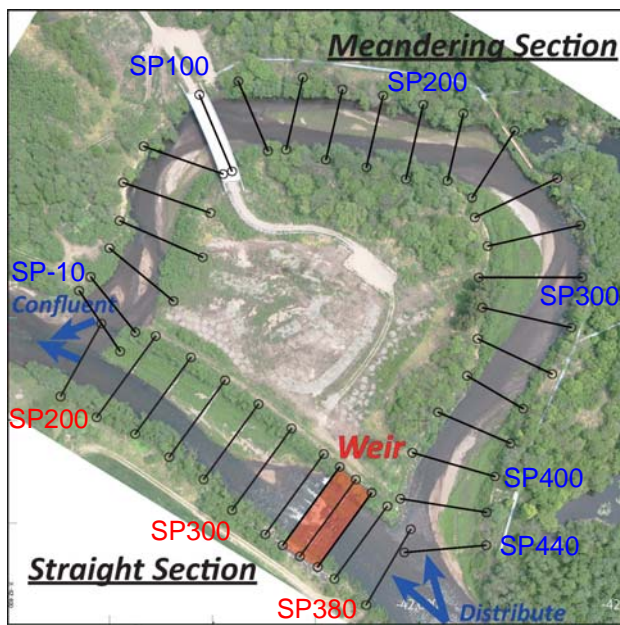 Meandering Section
SP100
SP200
SP-10
Confluent
SP300
SP200
Weir
SP400
SP300
SP440
Straight Section
SP380
Distribute